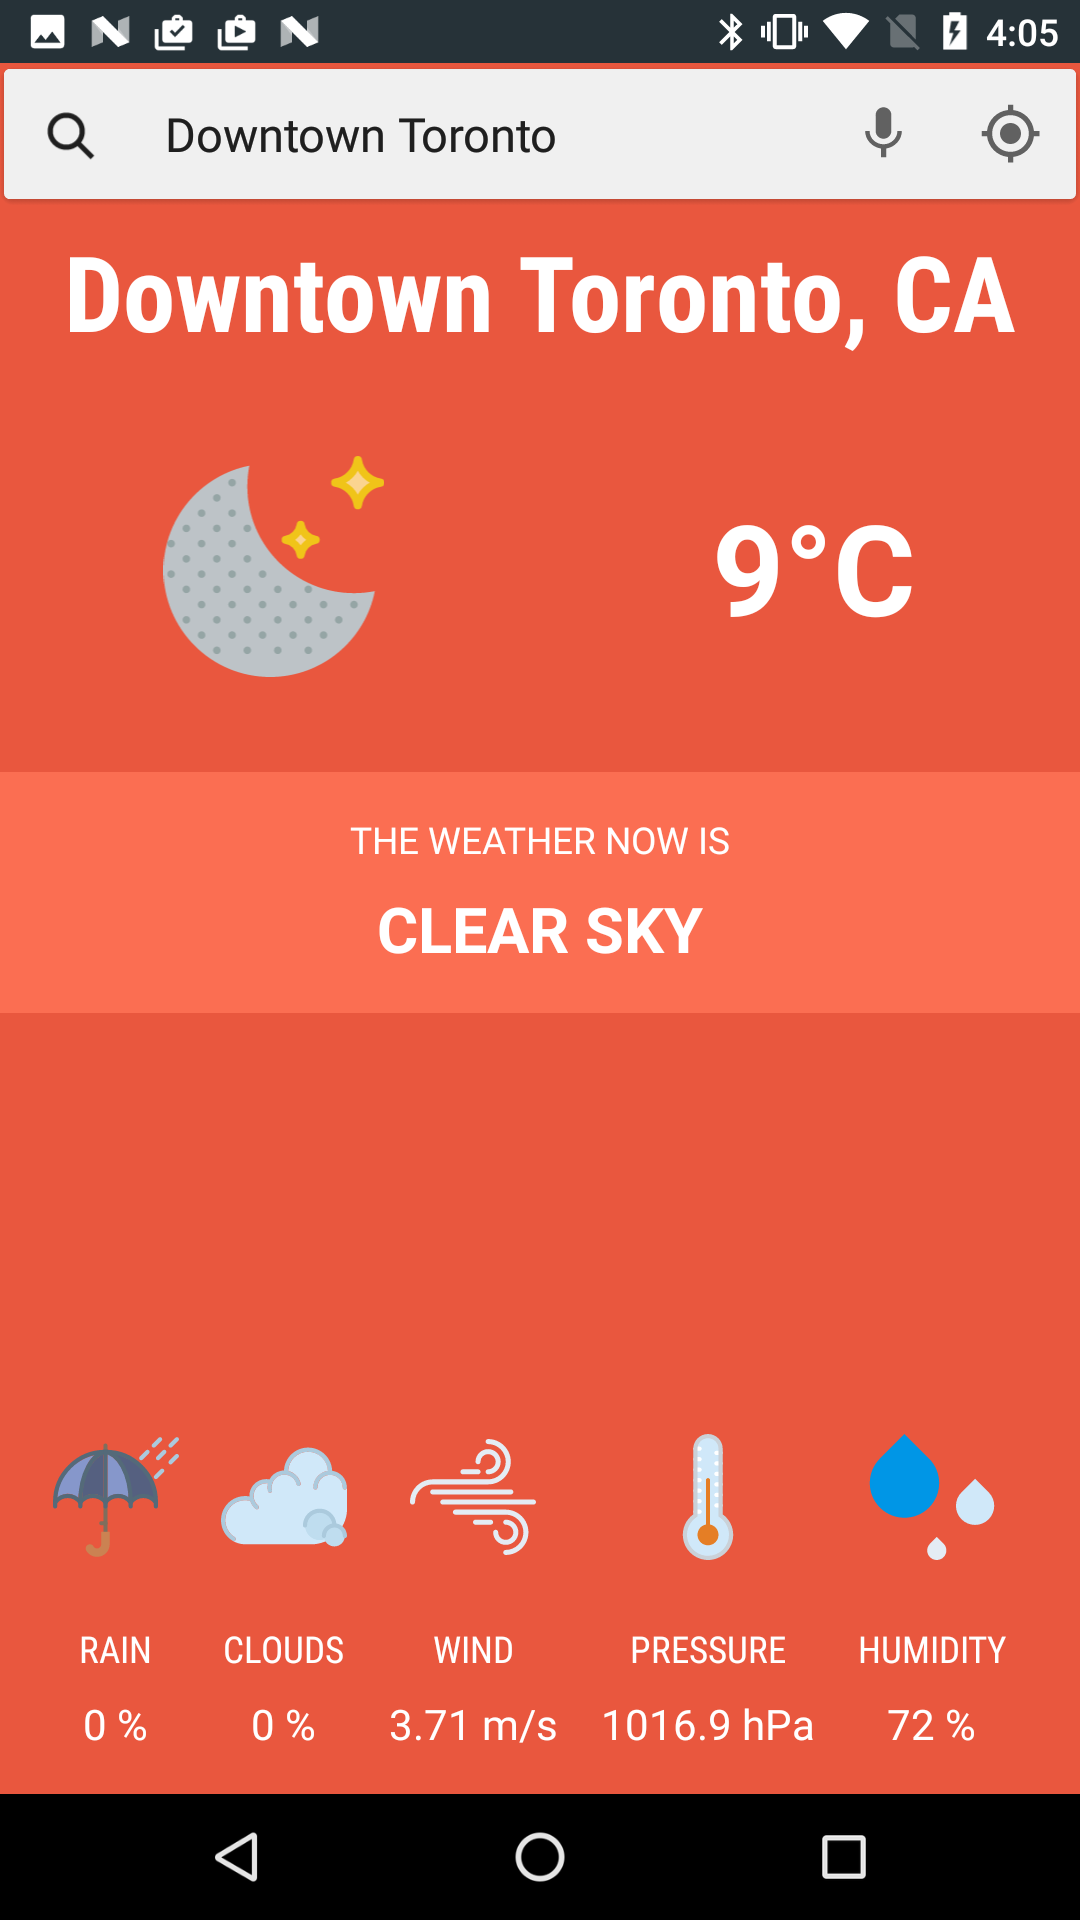 4:05
Downtown Toronto
Downtown Toronto, CA
9°C
THE WEATHER NOW IS
CLEAR SKY
RAIN CLOUDS WIND PRESSURE HUMIDITY
0 % 0 % 3.71 m/s 1016.9 hPa 72 %